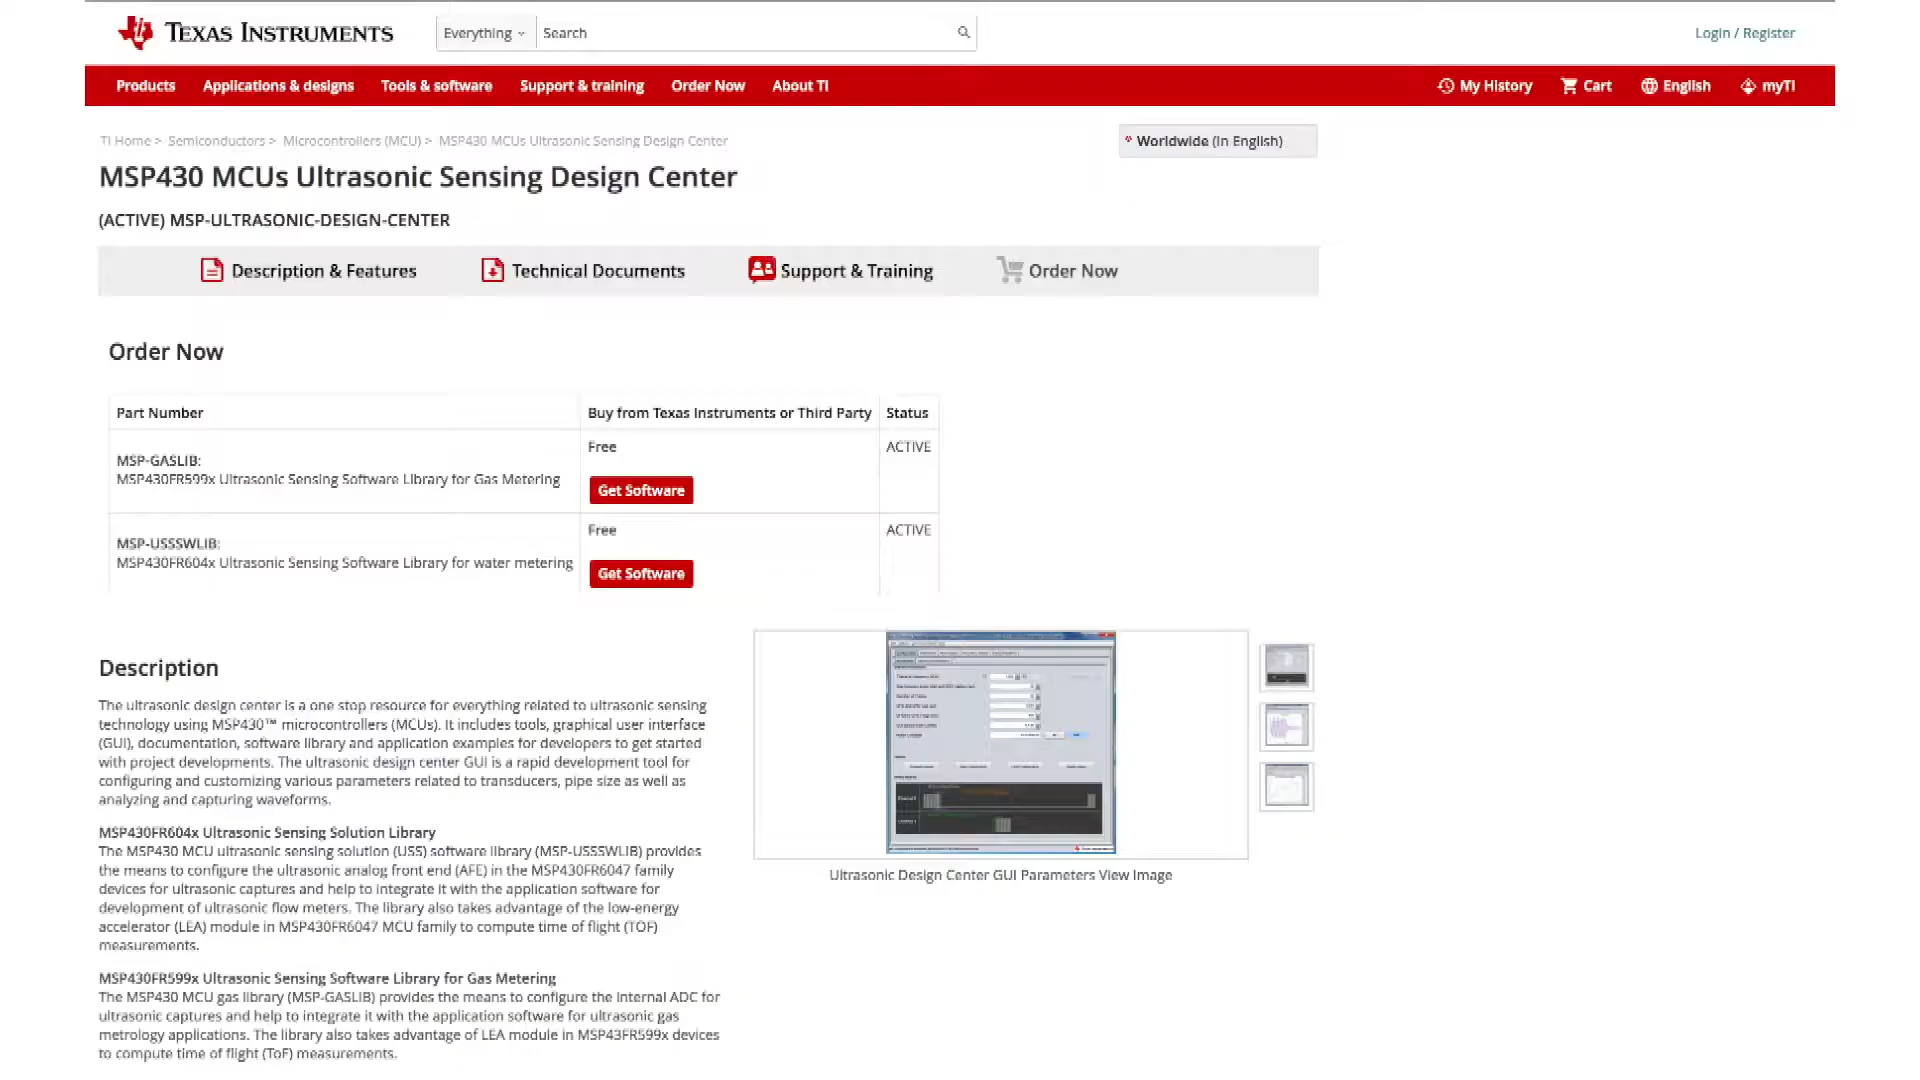 TEXAS INSTRUMENTS
Everything Search
Login / Register
Products Applications & designs Tools & software Support & training Order Now About TI My History Cart English myTI
TI Home > Semiconductors > Microcontrollers (MCU) > MSP430 MCUs Ultrasonic Sensing Design Center
Worldwide (In English)
MSP430 MCUs Ultrasonic Sensing Design Center
(ACTIVE) MSP-ULTRASONIC-DESIGN-CENTER
Description & Features Technical Documents Support & Training Order Now
Order Now
Part Number Buy from Texas Instruments or Third Party Status
Free ACTIVE
MSP-GASLIB:
MSP430FR599x Ultrasonic Sensing Software Library for Gas Metering
Get Software
Free ACTIVE
MSP-USSSWLIB:
MSP430FR604x Ultrasonic Sensing Software Library for water metering
Get Software
Description
The ultrasonic design center is a one stop resource for everything related to ultrasonic sensing
technology using MSP430™ microcontrollers (MCUs). It includes tools, graphical user interface
(GUI), documentation, software library and application examples for developers to get started
with project developments. The ultrasonic design center GUI is a rapid development tool for
configuring and customizing various parameters related to transducers, pipe size as well as
analyzing and capturing waveforms.
MSP430FR604x Ultrasonic Sensing Solution Library
The MSP430 MCU ultrasonic sensing solution (USS) software library (MSP-USSSWLIB) provides
the means to configure the ultrasonic analog front end (AFE) in the MSP430FR6047 family
devices for ultrasonic captures and help to integrate it with the application software for
development of ultrasonic flow meters. The library also takes advantage of the low-energy
accelerator (LEA) module in MSP430FR6047 MCU family to compute time of flight (TOF)
measurements.
MSP430FR599x Ultrasonic Sensing Software Library for Gas Metering
The MSP430 MCU gas library (MSP-GASLIB) provides the means to configure the internal ADC for
ultrasonic captures and help to integrate it with the application software for ultrasonic gas
metrology applications. The library also takes advantage of LEA module in MSP43FR599x devices
to compute time of flight (ToF) measurements.
Ultrasonic Design Center GUI Parameters View Image